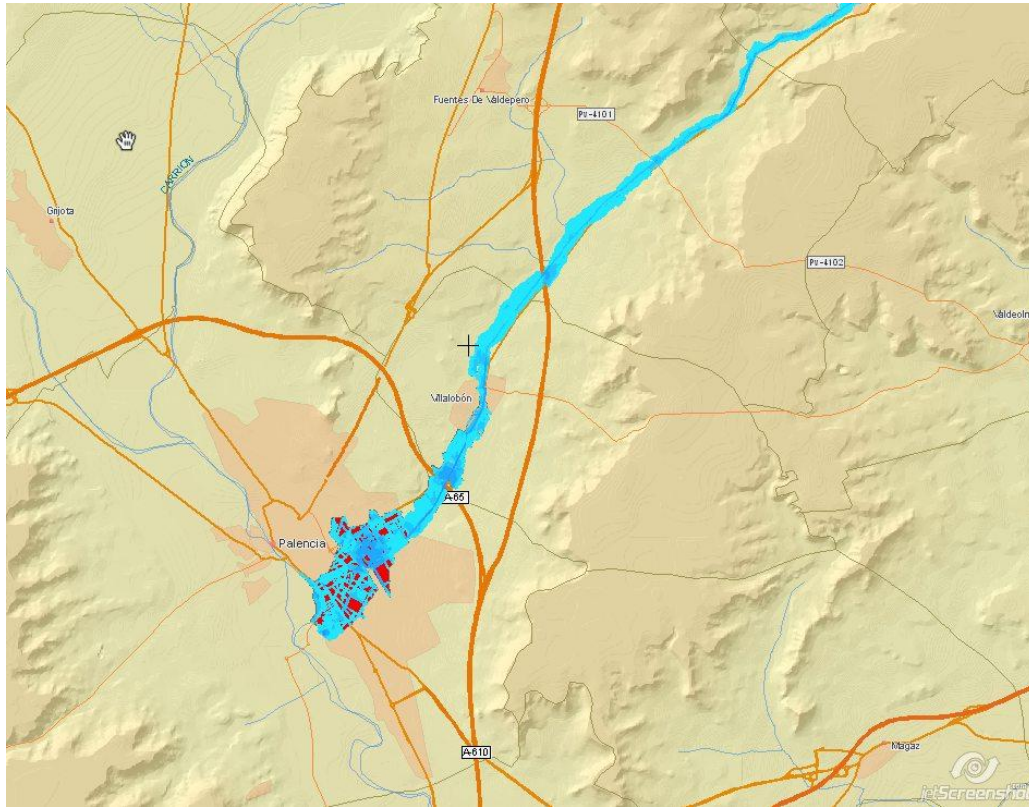 Fuentes De Valdepero
PV-4101
CARRION
Grijota
PV-4102
Villalobón
A-65
Palencia
A-610
Magaz
jetScreenshot